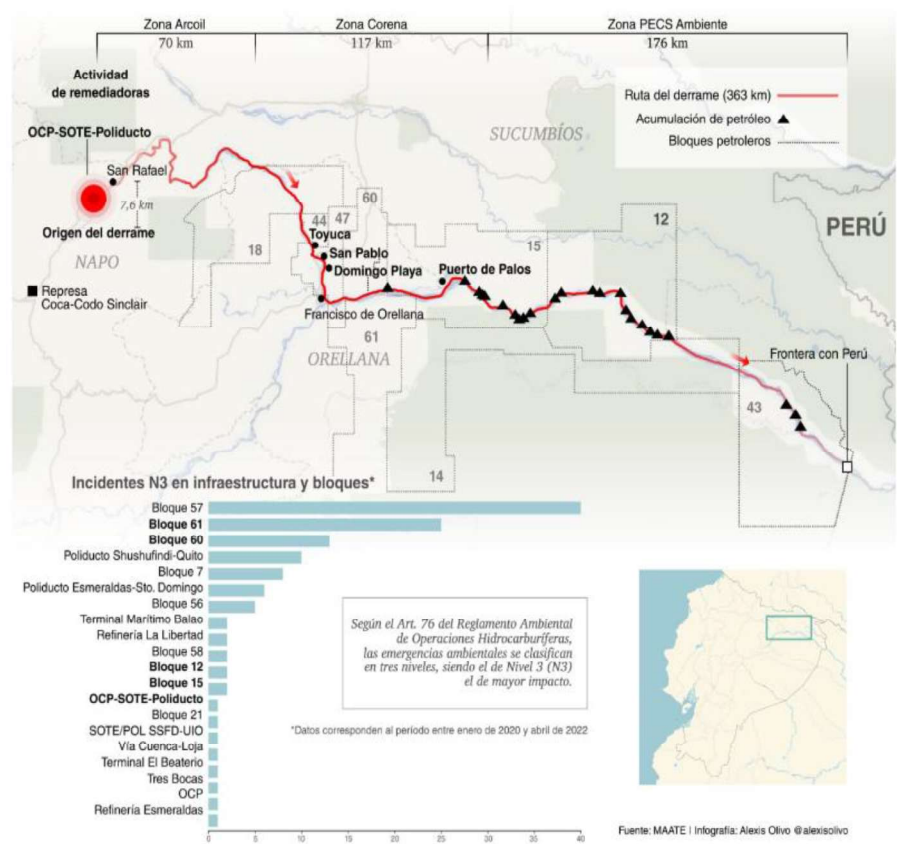 Zona Arcoil
Zona Corena
Zona PECS Ambiente
70 km
117 km
176 km
Actividad
de remediadoras
OCP-SOTE-Poliducto
San Rafael
7,6 km
Origen del derrame
NAPO
Represa
Coca-Codo Sinclair
SUCUMBÍOS
Ruta del derrame (363 km)
Acumulación de petróleo
Bloques petroleros
PERÚ
18
44
47
60
15
12
Toyuca
San Pablo
Domingo Playa
Puerto de Palos
Francisco de Orellana
61
ORELLANA
14
43
Frontera con Perú
Incidentes N3 en infraestructura y bloques*
Bloque 57
Bloque 61
Bloque 60
Poliducto Shushufindi-Quito
Bloque 7
Poliducto Esmeraldas-Sto. Domingo
Bloque 56
Terminal Marítimo Balao
Refinería La Libertad
Bloque 58
Bloque 12
Bloque 15
OCP-SOTE-Poliducto
Bloque 21
SOTE/POL SSFD-UIO
Vía Cuenca-Loja
Terminal El Beaterio
Tres Bocas
OCP
Refinería Esmeraldas
0 5 10 15 20 25 30 35 40
Según el Art. 76 del Reglamento Ambiental
de Operaciones Hidrocarburíferas,
las emergencias ambientales se clasifican
en tres niveles, siendo el de Nivel 3 (N3)
el de mayor impacto.
*Datos corresponden al período entre enero de 2020 y abril de 2022
Fuente: MAATE | Infografía: Alexis Olivo @alexisolivo